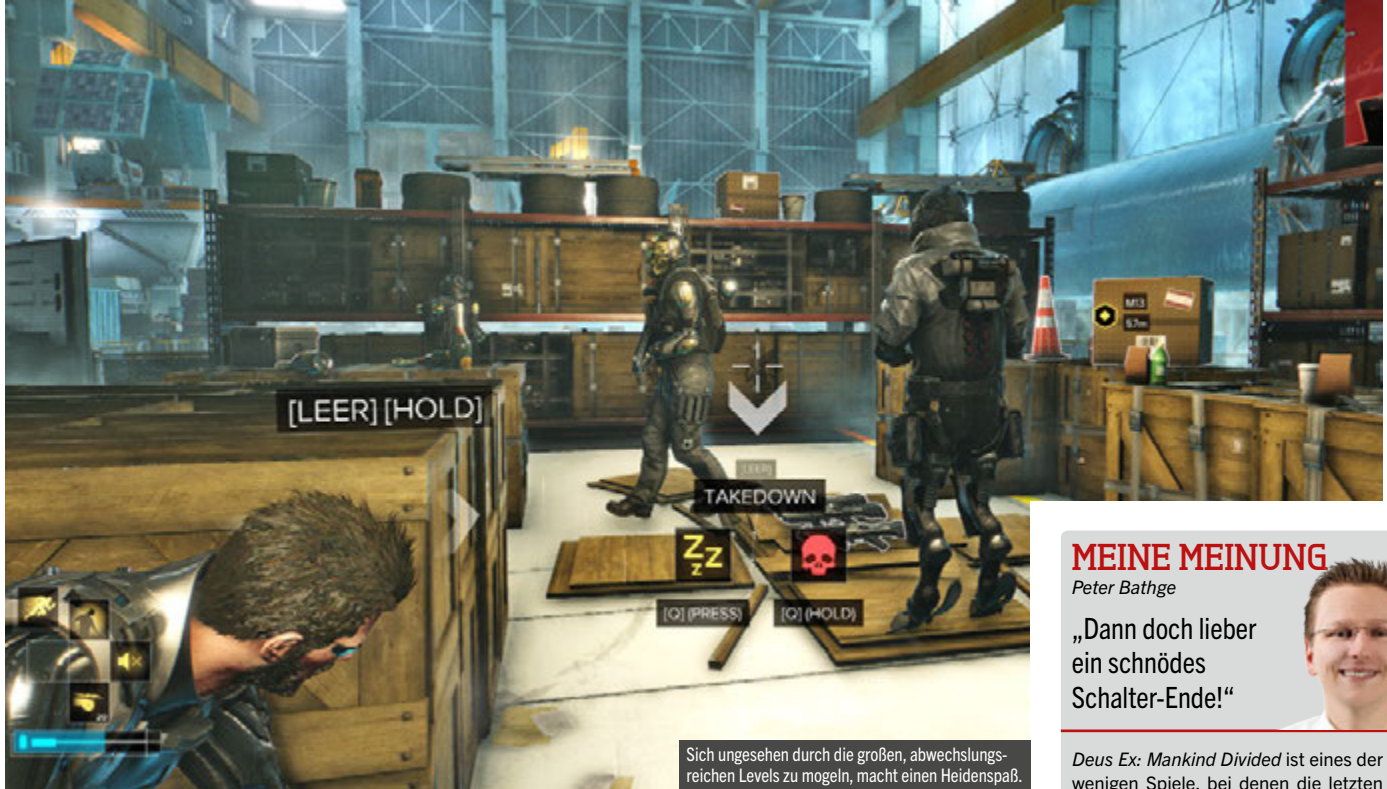 [LEER] [HOLD]
[LEER]
TAKEDOWN
ZZZ
[Q] (PRESS)
[Q] (HOLD)
M13
57m
Sich ungesehen durch die großen, abwechslungs-
reichen Levels zu mogeln, macht einen Heidenspaß.
MEINE MEINUNG
Peter Bathge
„Dann doch lieber
ein schnödes
Schalter-Ende!“
Deus Ex: Mankind Divided ist eines der
wenigen Spiele, bei denen die letzten